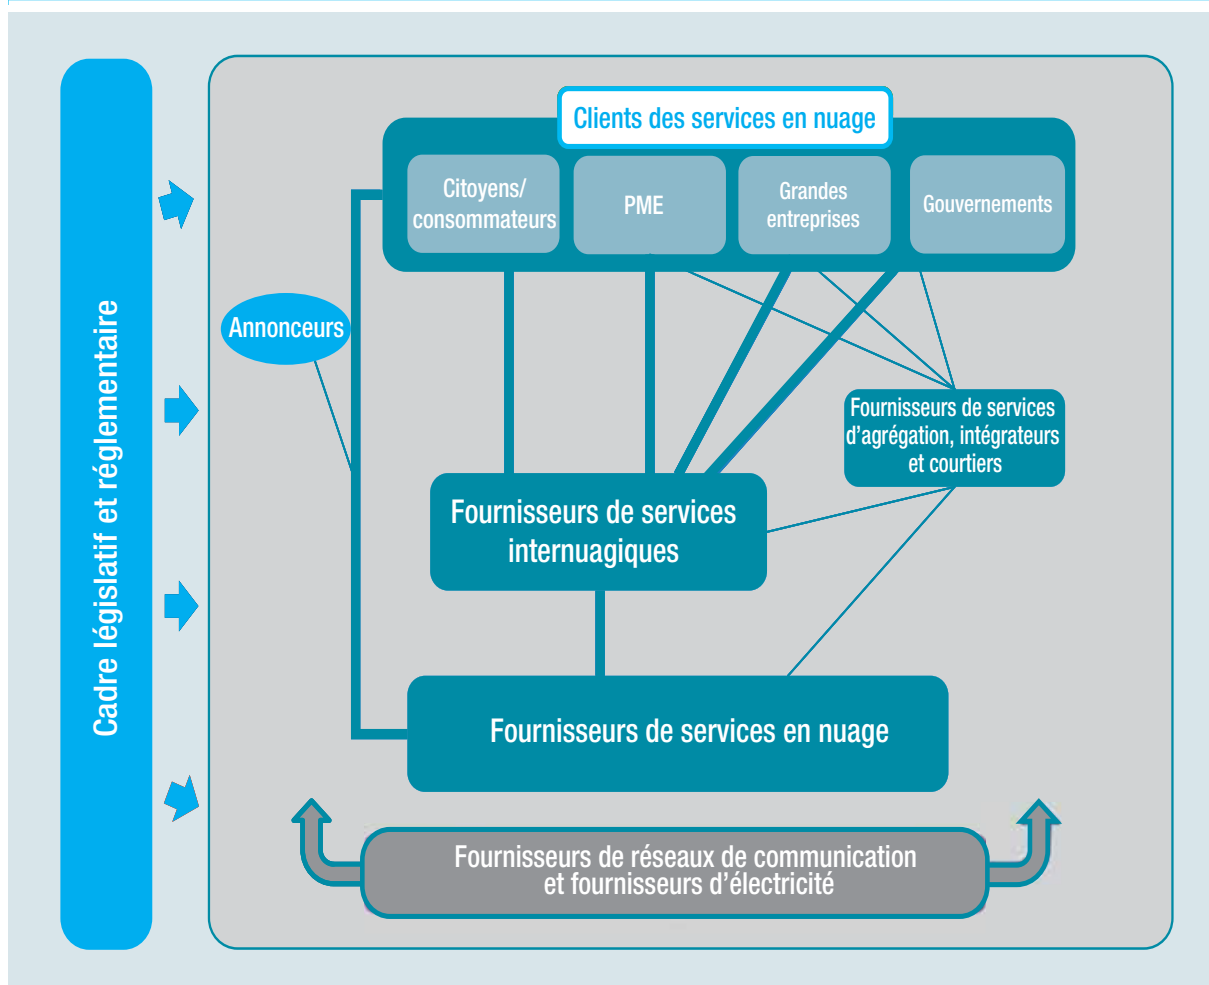 Cadre législatif et réglementaire
Clients des services en nuage
Citoyens/
consommateurs
PME
Grandes
entreprises
Gouvernements
Annonceurs
Fournisseurs de services
d'agrégation, intégrateurs
et courtiers
Fournisseurs de services
internuagiques
Fournisseurs de services en nuage
Fournisseurs de réseaux de communication
et fournisseurs d'électricité